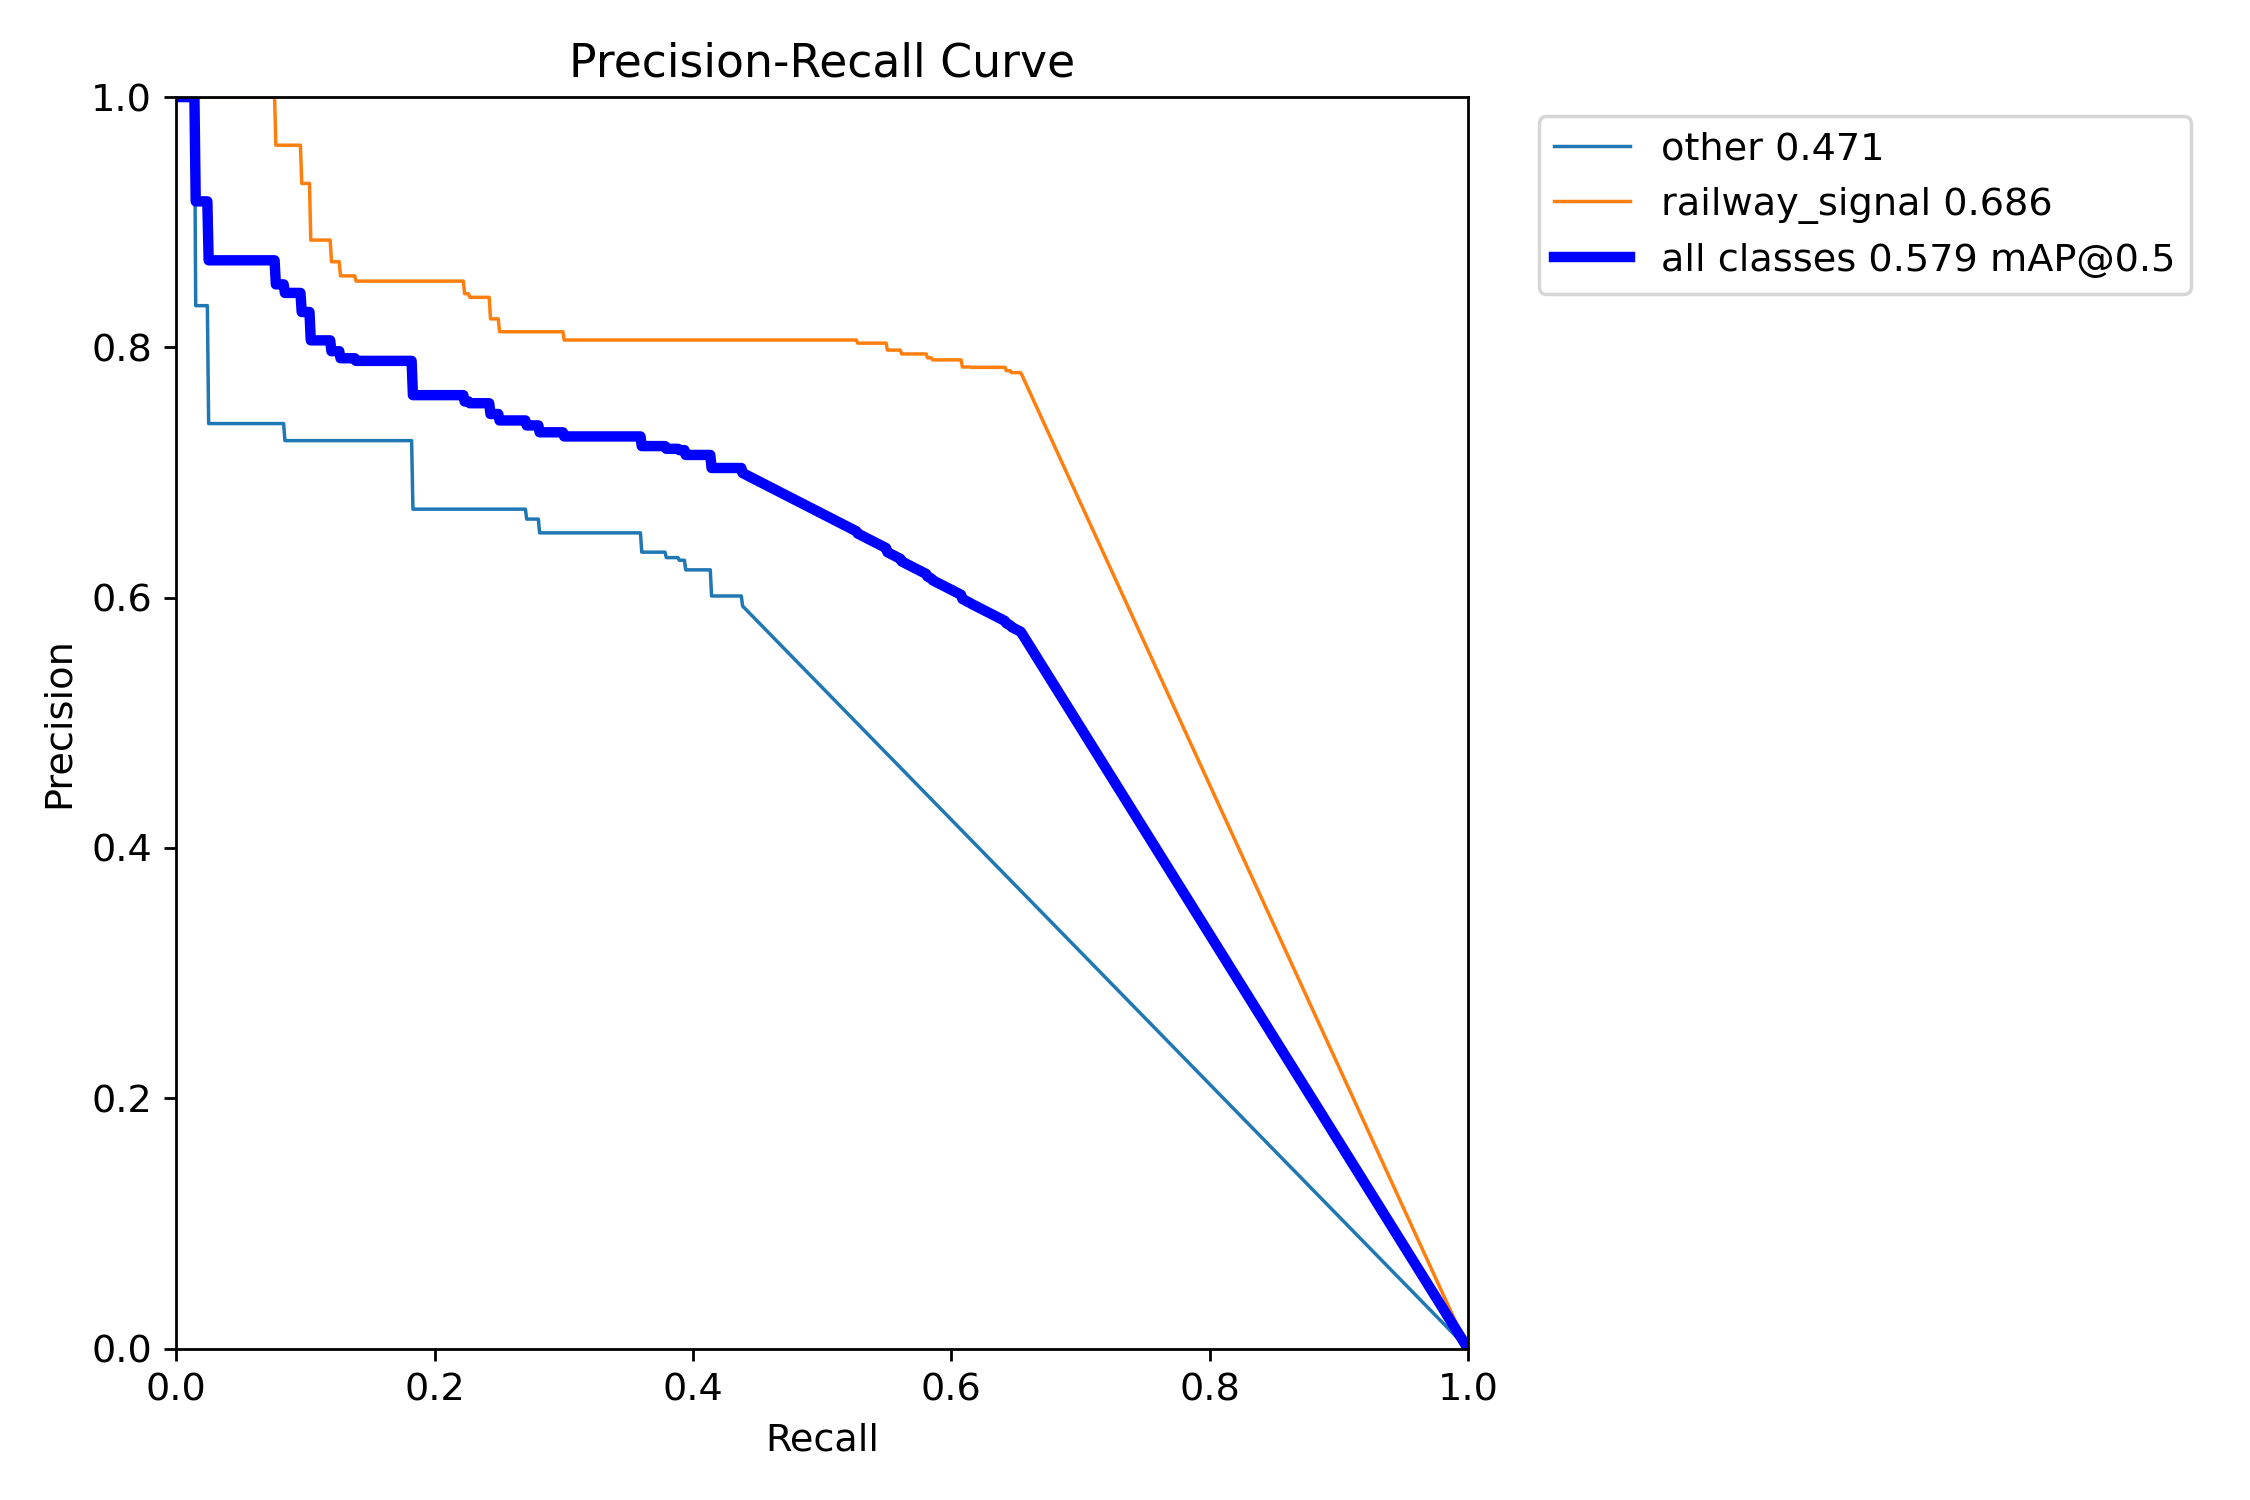 Precision-Recall Curve
1.0
0.8
0.6
0.4
0.2
0.0
Precision
0.0 0.2 0.4 0.6 0.8 1.0
Recall
other 0.471
railway_signal 0.686
all classes 0.579 mAP@0.5